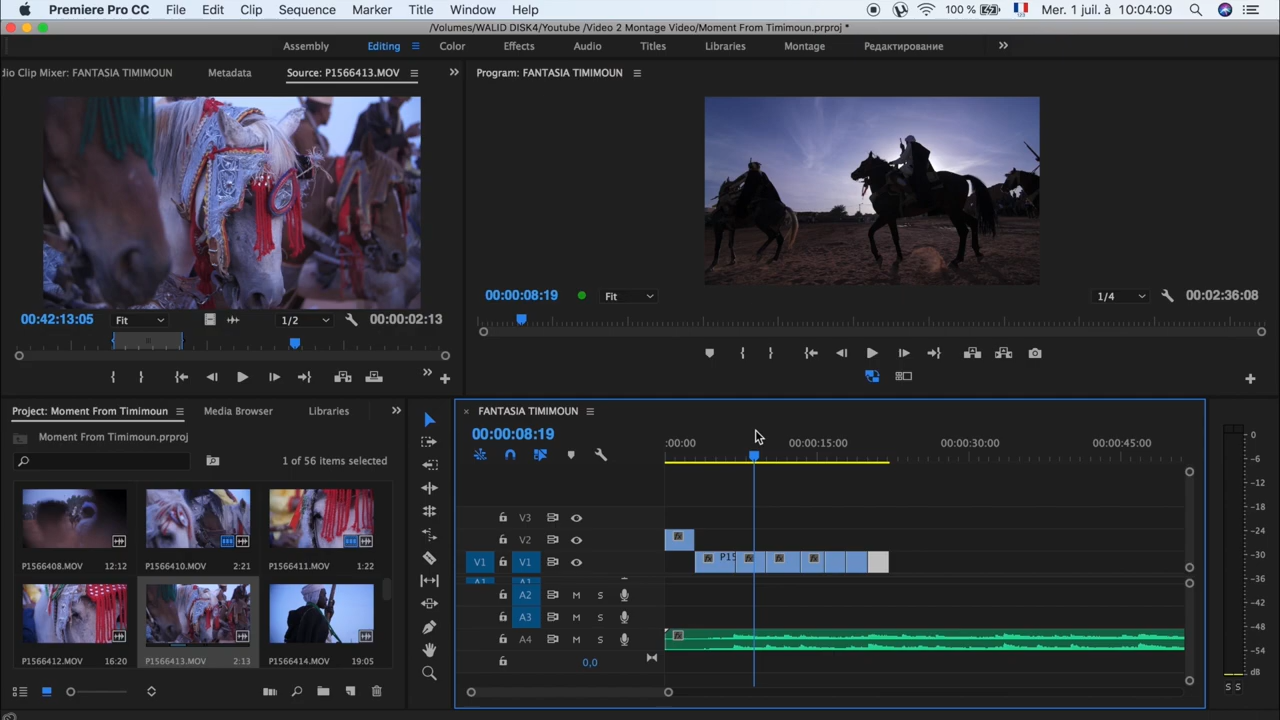 Premiere Pro CC File Edit Clip Sequence Marker Title Window Help 100 % Mer. 1 juil. à 10:04:09
/Volumes/WALID DISK4/Youtube /Video 2 Montage Video/Moment From Timimoun.prproj *
Assembly Editing Color Effects Audio Titles Libraries Montage Редактирование
dio Clip Mixer: FANTASIA TIMIMOUN Metadata Source: P1566413.MOV
Program: FANTASIA TIMIMOUN
00:42:13:05 Fit 1/2 00:00:02:13
00:00:08:19 Fit 1/4 00:02:36:08
Project: Moment From Timimoun Media Browser Libraries
Moment From Timimoun.prproj
1 of 56 items selected
P1566408.MOV 12:12 P1566410.MOV 2:21 P1566411.MOV 1:22
P1566412.MOV 16:20 P1566413.MOV 2:13 P1566414.MOV 19:05
× FANTASIA TIMIMOUN
00:00:08:19
:00:00 00:00:15:00 00:00:30:00 00:00:45:00
V3
V2 fx
V1 V1 fx P15 fx fx fx
A1 A1
A2 M S
A3 M S
A4 M S fx
0,0
0
-6
-12
-18
-24
-30
-36
-42
-48
-54
dB
S S